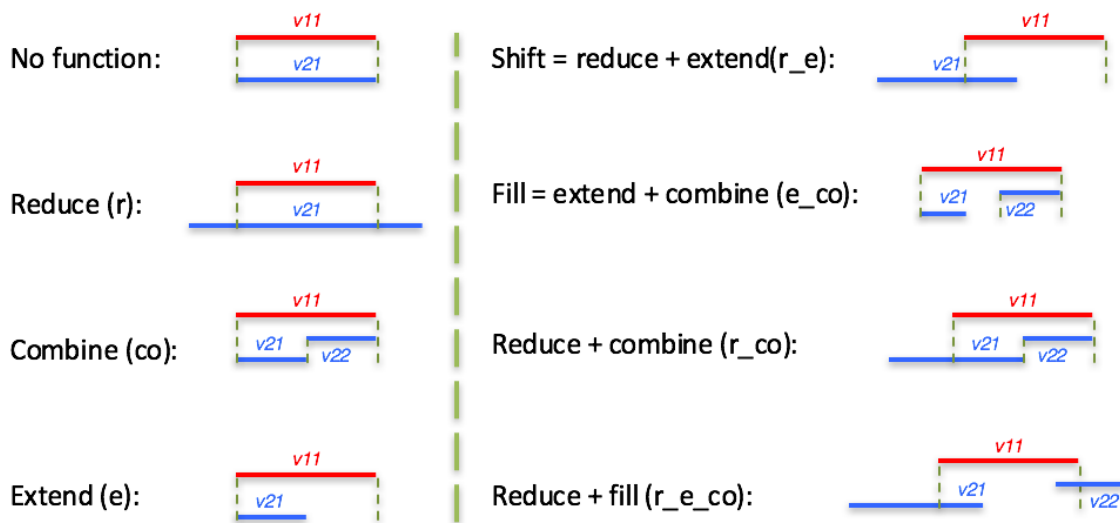 No function:
v11
v21
Reduce (r):
v11
v21
Combine (co):
v11
v21
v22
Extend (e):
v11
v21
Shift = reduce + extend(r_e):
v11
v21
Fill = extend + combine (e_co):
v11
v21
v22
Reduce + combine (r_co):
v11
v21
v22
Reduce + fill (r_e_co):
v11
v21
v22